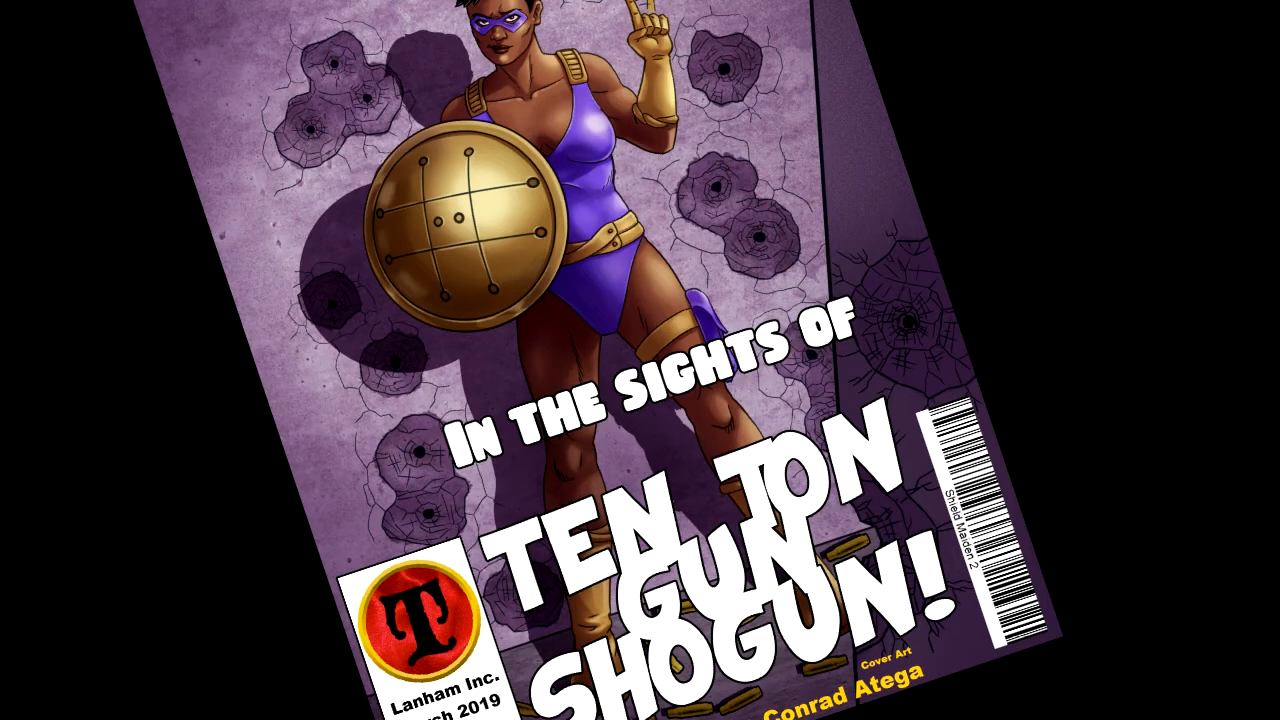 IN THE SIGHTS OF
TEN TON
GUN
SHOGUN!
Shield Maiden 2
T
Lanham Inc.
2019
Cover Art
Conrad Atega